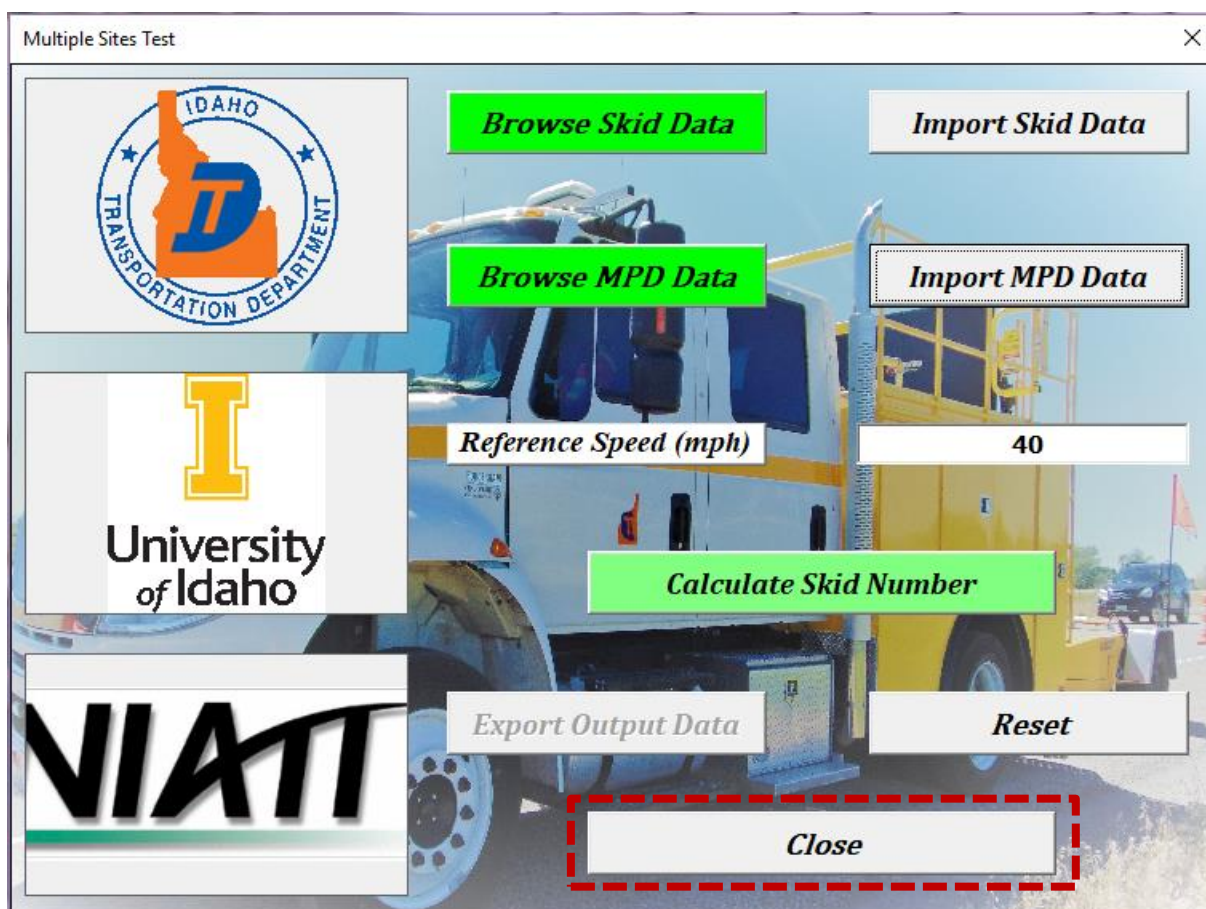 Multiple Sites Test
IDAHO
TRANSPORTATION DEPARTMENT
DT
Browse Skid Data
Import Skid Data
Browse MPD Data
Import MPD Data
I
University
of Idaho
Reference Speed (mph)
40
Calculate Skid Number
NIATT
Export Output Data
Reset
Close